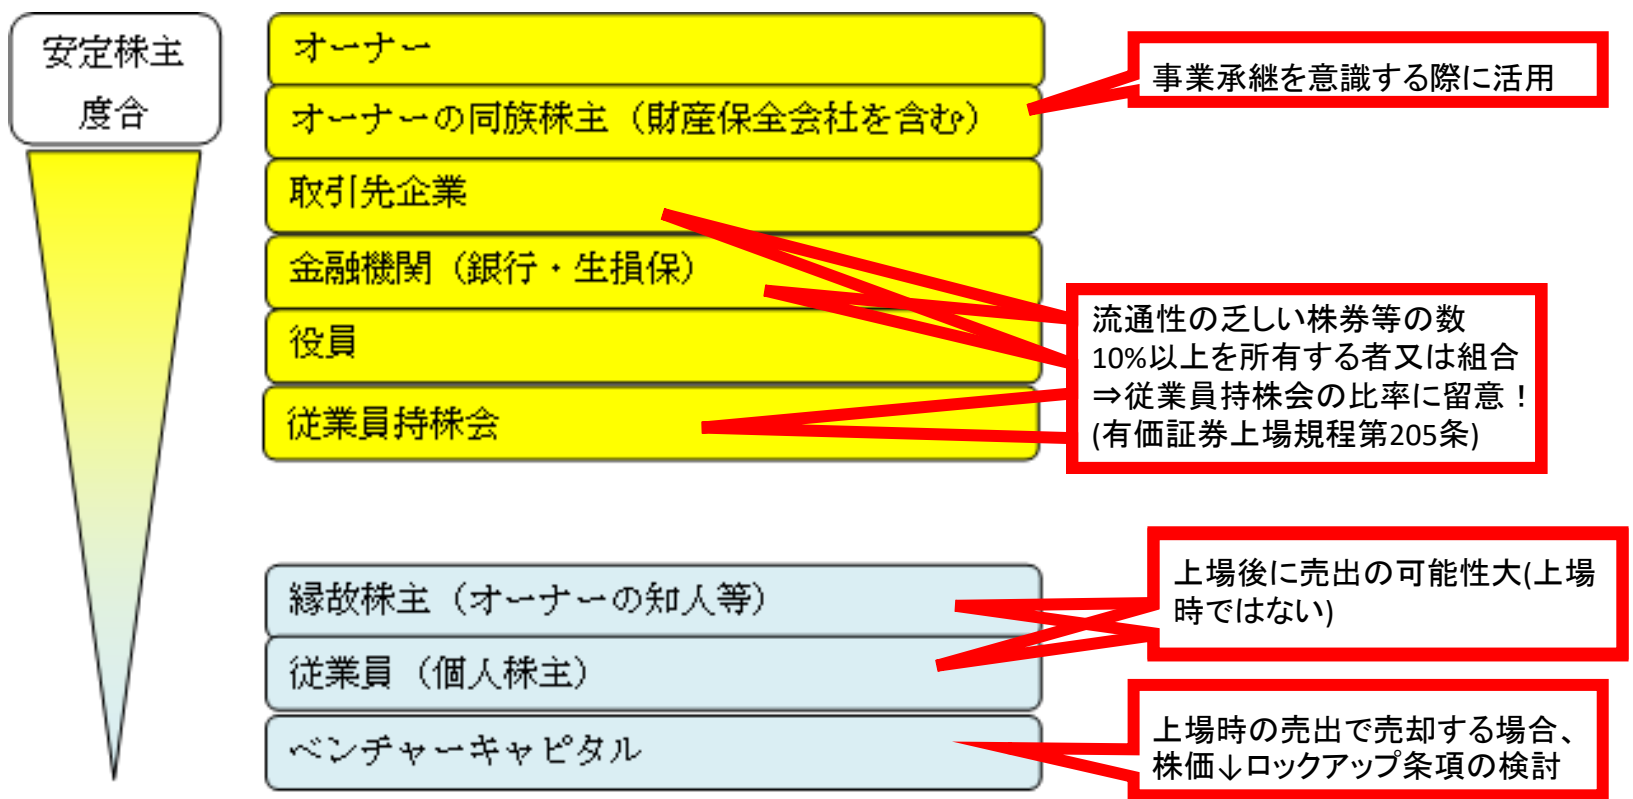 安定株主
度合
オーナー
オーナーの同族株主（財産保全会社を含む）
事業承継を意識する際に活用
取引先企業
金融機関（銀行・生損保）
役員
従業員持株会
流通性の乏しい株券等の数
10%以上を所有する者又は組合
⇒従業員持株会の比率に留意！
(有価証券上場規程第205条)
縁故株主（オーナーの知人等）
従業員（個人株主）
上場後に売出の可能性大(上場
時ではない)
ベンチャーキャピタル
上場時の売出で売却する場合、
株価↓ロックアップ条項の検討